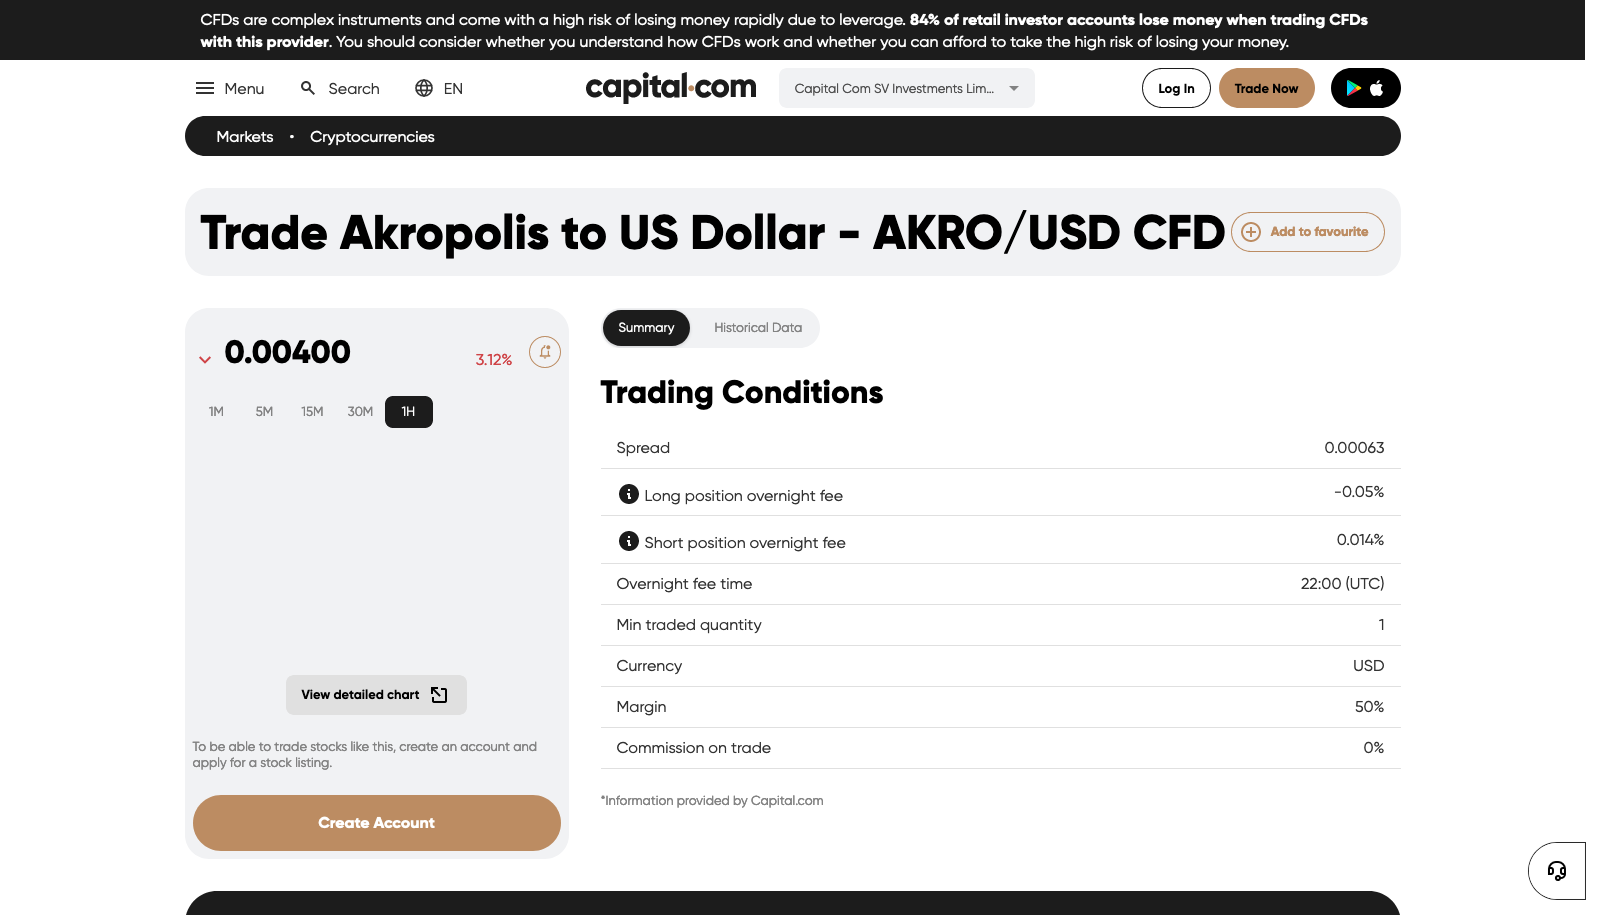 CFDs are complex instruments and come with a high risk of losing money rapidly due to leverage. 84% of retail investor accounts lose money when trading CFDs
with this provider. You should consider whether you understand how CFDs work and whether you can afford to take the high risk of losing your money.
Menu Search EN capital.com Capital Com SV Investments Lim... Log In Trade Now
Markets • Cryptocurrencies
Trade Akropolis to US Dollar - AKRO/USD CFD Add to favourite
0.00400 3.12%
1M 5M 15M 30M 1H
View detailed chart
To be able to trade stocks like this, create an account and
apply for a stock listing.
Create Account
Summary Historical Data
Trading Conditions
Spread 0.00063
Long position overnight fee -0.05%
Short position overnight fee 0.014%
Overnight fee time 22:00 (UTC)
Min traded quantity 1
Currency USD
Margin 50%
Commission on trade 0%
*Information provided by Capital.com